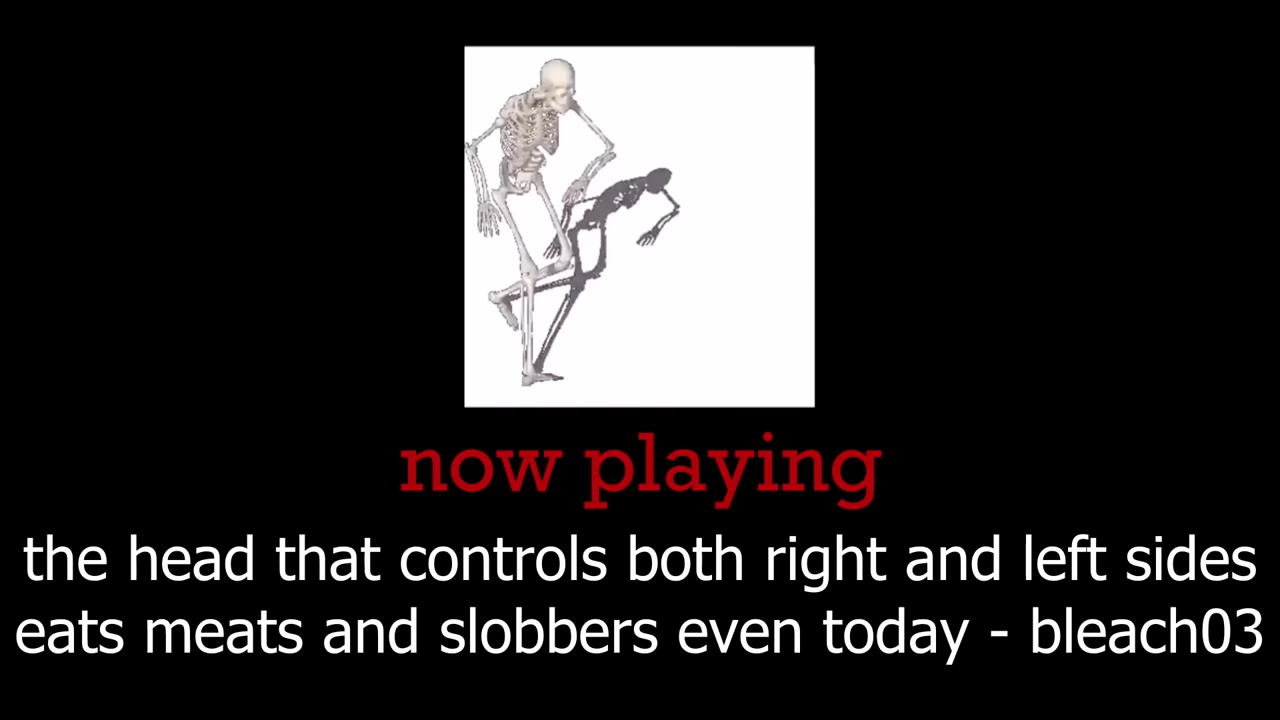 now playing
the head that controls both right and left sides
eats meats and slobbers even today - bleach03